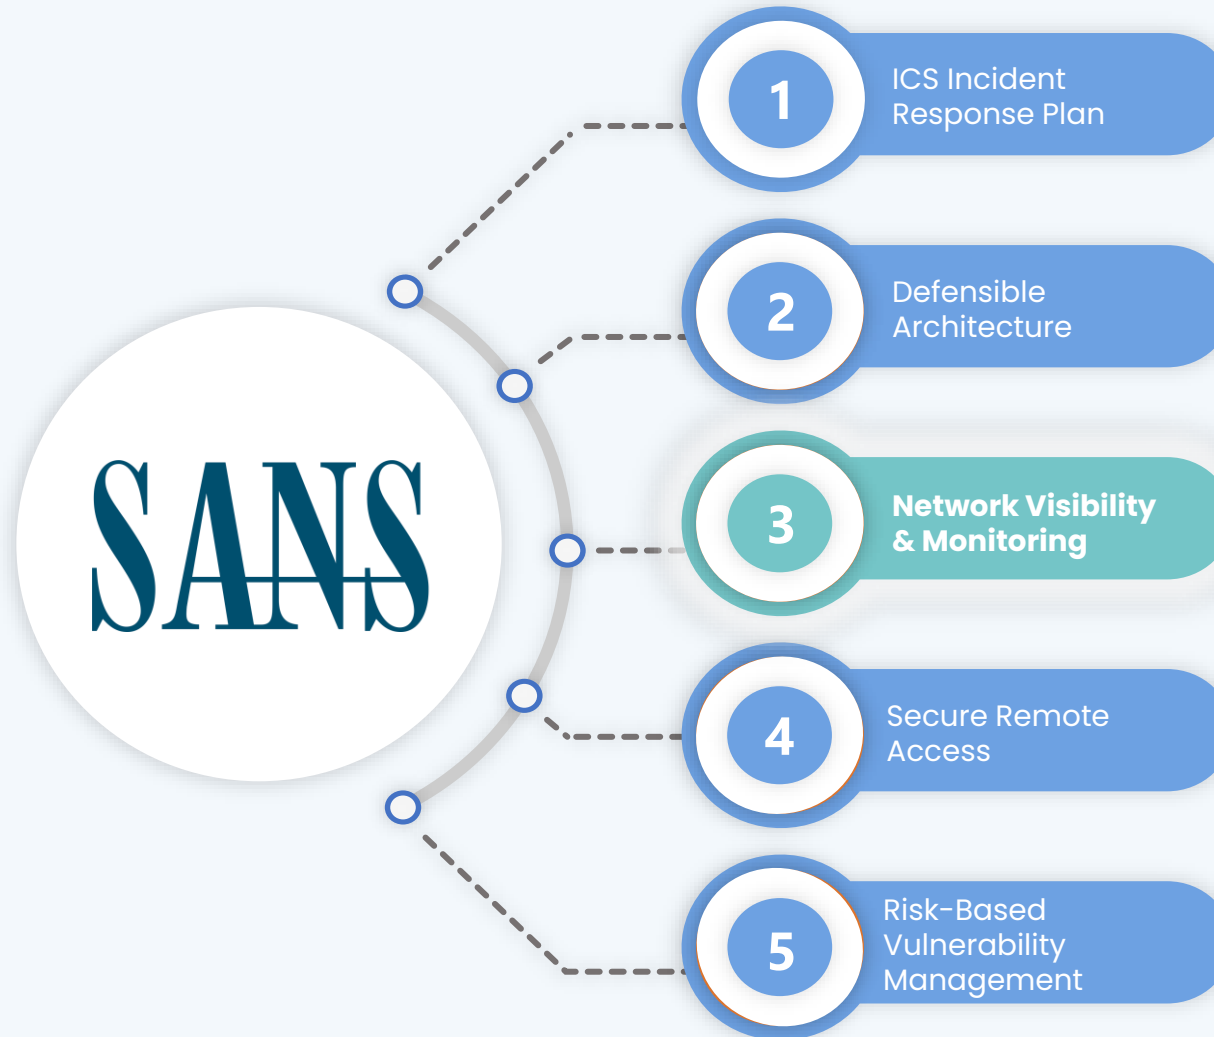 SANS
1
ICS Incident
Response Plan
2
Defensible
Architecture
3
Network Visibility
& Monitoring
4
Secure Remote
Access
5
Risk-Based
Vulnerability
Management